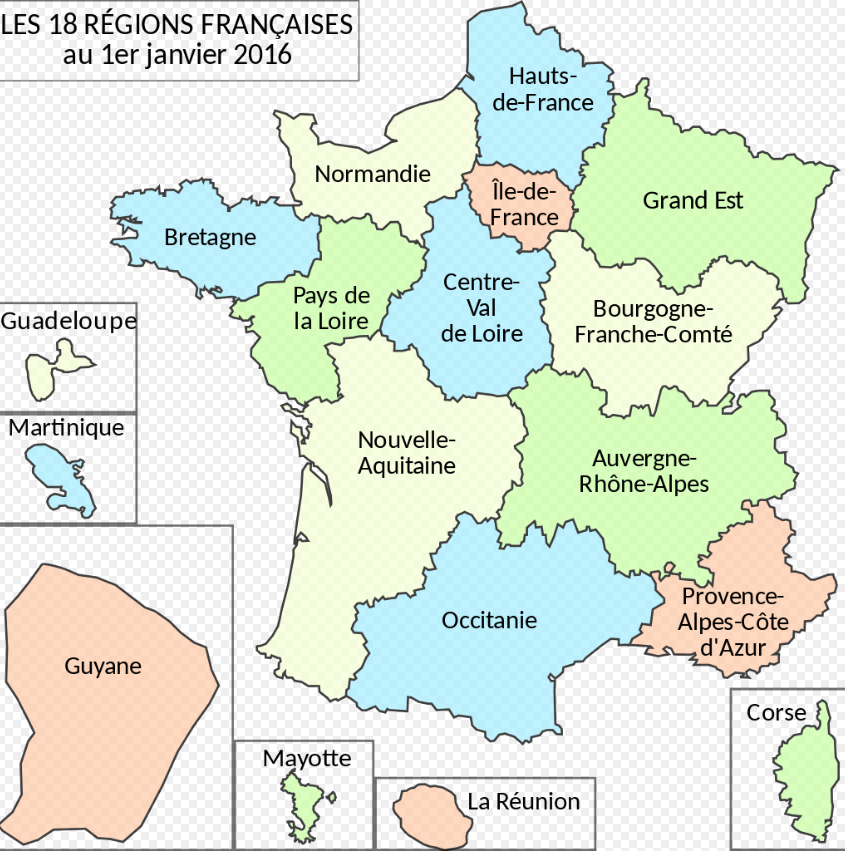 LES 18 RÉGIONS FRANÇAISES
au 1er janvier 2016
Hauts-
de-France
Normandie
Île-de-
France
Grand Est
Bretagne
Pays de
la Loire
Centre-
Val
de Loire
Bourgogne-
Franche-Comté
Guadeloupe
Martinique
Nouvelle-
Aquitaine
Auvergne-
Rhône-Alpes
Occitanie
Provence-
Alpes-Côte
d'Azur
Guyane
Corse
Mayotte
La Réunion